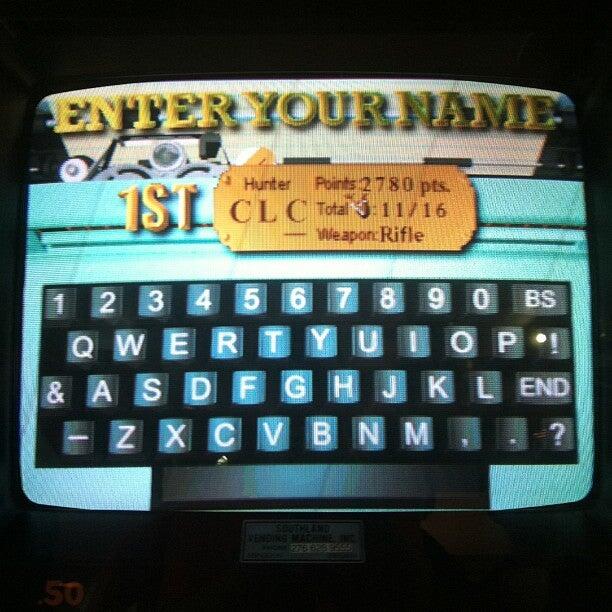 ENTER YOUR NAME
1ST
Hunter Points: 2780 pts.
CLC Total :11/16
Weapon: Rifle
1 2 3 4 5 6 7 8 9 0 BS
Q W E R T Y U I O P !
& A S D F G H J K L END
- Z X C V B N M , . ?
SOUTHLAND
VENDING MACHINE, INC.
.50